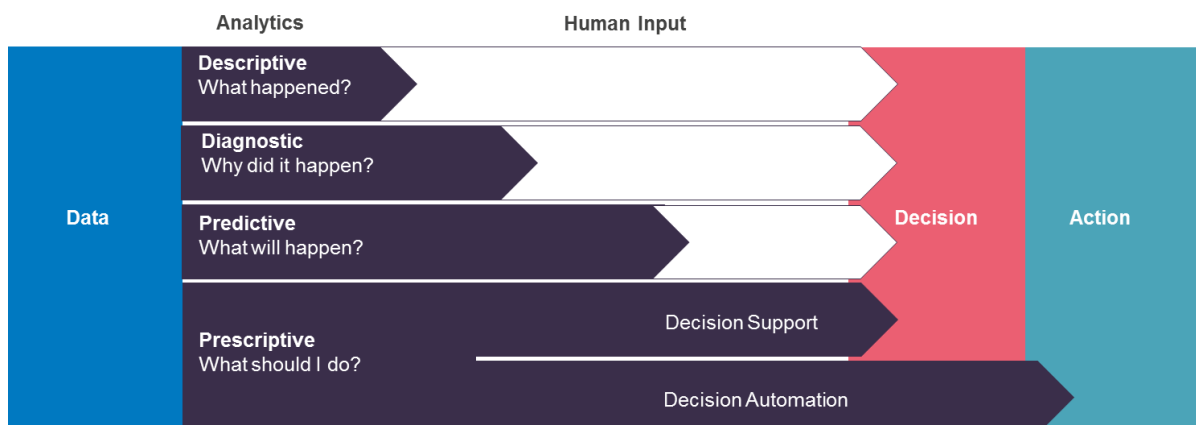 Analytics
Human Input
Descriptive
What happened?
Diagnostic
Why did it happen?
Data
Predictive
What will happen?
Decision
Action
Decision Support
Prescriptive
What should I do?
Decision Automation